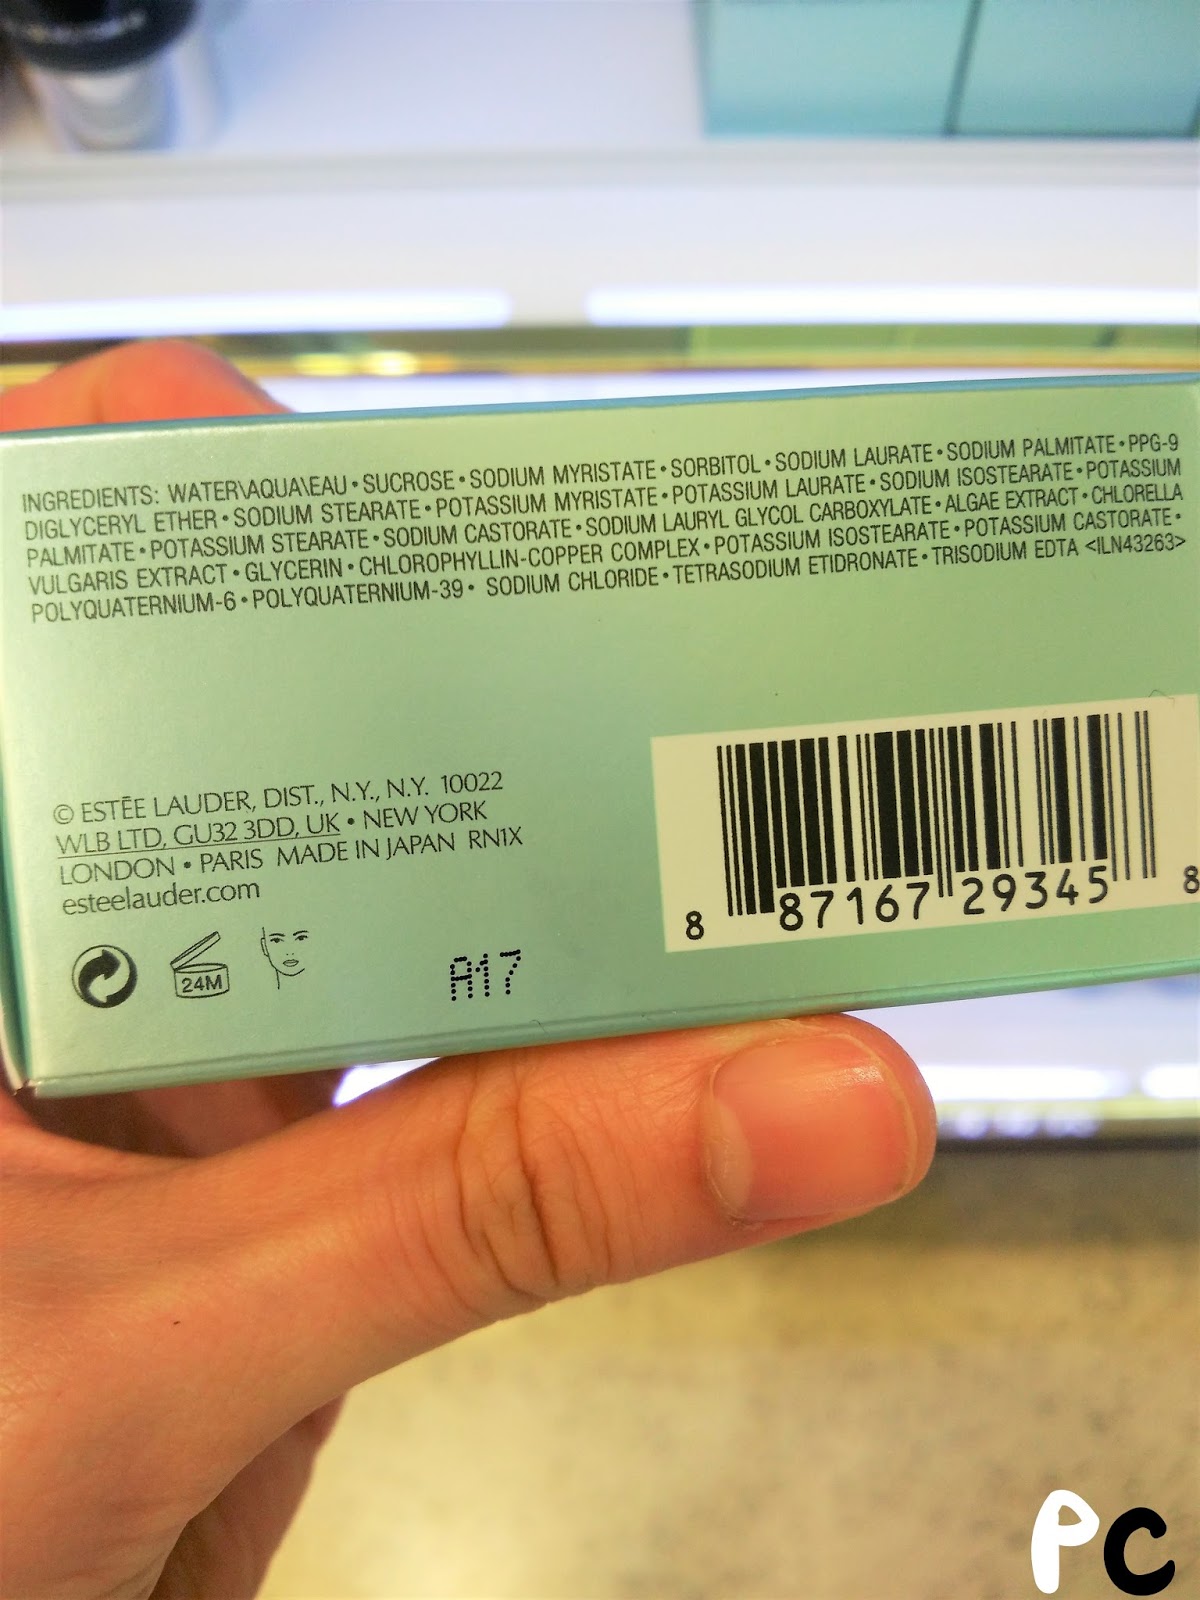 INGREDIENTS: WATER\AQUA\EAU • SUCROSE • SODIUM MYRISTATE • SORBITOL • SODIUM LAURATE • SODIUM PALMITATE • PPG-9
DIGLYCERYL ETHER • SODIUM STEARATE • POTASSIUM MYRISTATE • POTASSIUM LAURATE • SODIUM ISOSTEARATE • POTASSIUM
PALMITATE • POTASSIUM STEARATE • SODIUM CASTORATE • SODIUM LAURYL GLYCOL CARBOXYLATE • ALGAE EXTRACT • CHLORELLA
VULGARIS EXTRACT • GLYCERIN • CHLOROPHYLLIN-COPPER COMPLEX • POTASSIUM ISOSTEARATE • POTASSIUM CASTORATE •
POLYQUATERNIUM-6 • POLYQUATERNIUM-39 • SODIUM CHLORIDE • TETRASODIUM ETIDRONATE • TRISODIUM EDTA <ILN43263>
© ESTĒE LAUDER, DIST., N.Y., N.Y. 10022
WLB LTD, GU32 3DD, UK • NEW YORK
LONDON • PARIS MADE IN JAPAN RN1X
esteelauder.com
24M
A17
8 87167 29345 8
PC